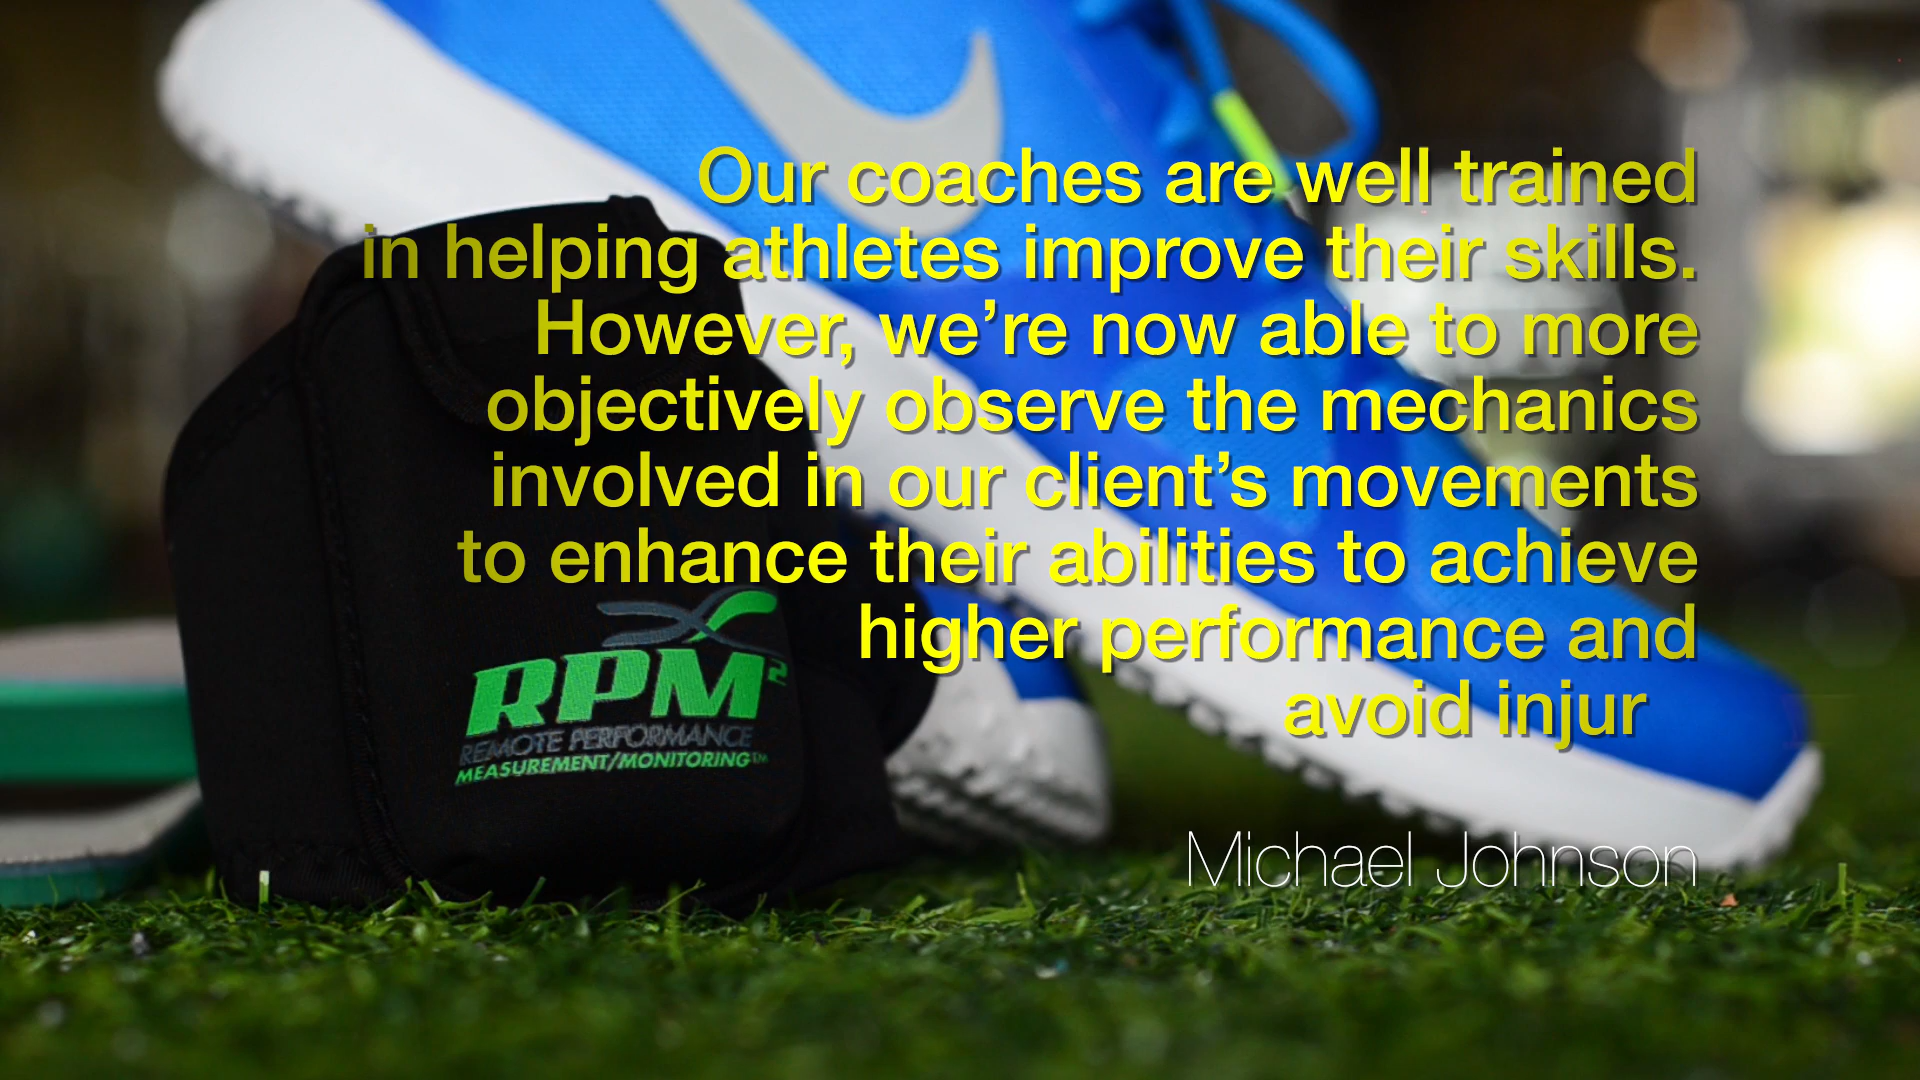 Our coaches are well trained
in helping athletes improve their skills.
However, we’re now able to more
objectively observe the mechanics
involved in our client’s movements
to enhance their abilities to achieve
higher performance and
avoid injur
Michael Johnson
RPM²
REMOTE PERFORMANCE
MEASUREMENT/MONITORING℠